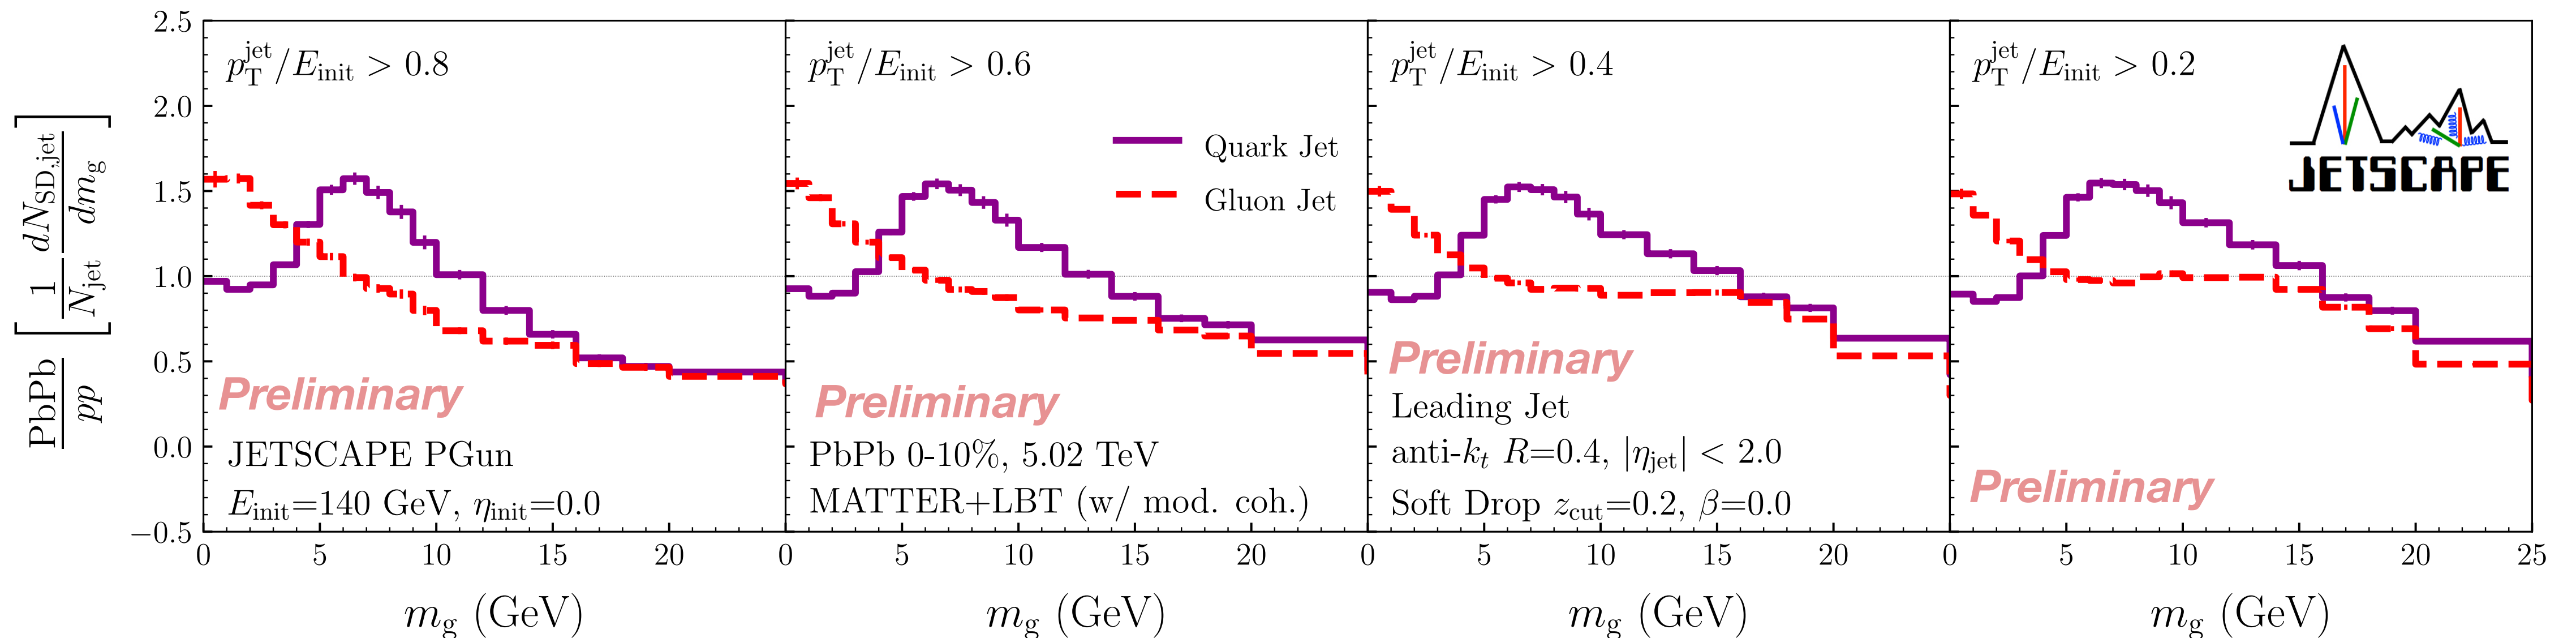 PbPb/pp [1/N_jet dN_SD,jet/dm_g]
2.5
2.0
1.5
1.0
0.5
0.0
−0.5
p_T^jet/E_init > 0.8
Preliminary
JETSCAPE PGun
E_init=140 GeV, η_init=0.0
0 5 10 15 20
m_g (GeV)
p_T^jet/E_init > 0.6
Quark Jet
Gluon Jet
Preliminary
PbPb 0-10%, 5.02 TeV
MATTER+LBT (w/ mod. coh.)
0 5 10 15 20
m_g (GeV)
p_T^jet/E_init > 0.4
Preliminary
Leading Jet
anti-k_t R=0.4, |η_jet| < 2.0
Soft Drop z_cut=0.2, β=0.0
0 5 10 15 20
m_g (GeV)
p_T^jet/E_init > 0.2
JETSCAPE
Preliminary
0 5 10 15 20 25
m_g (GeV)